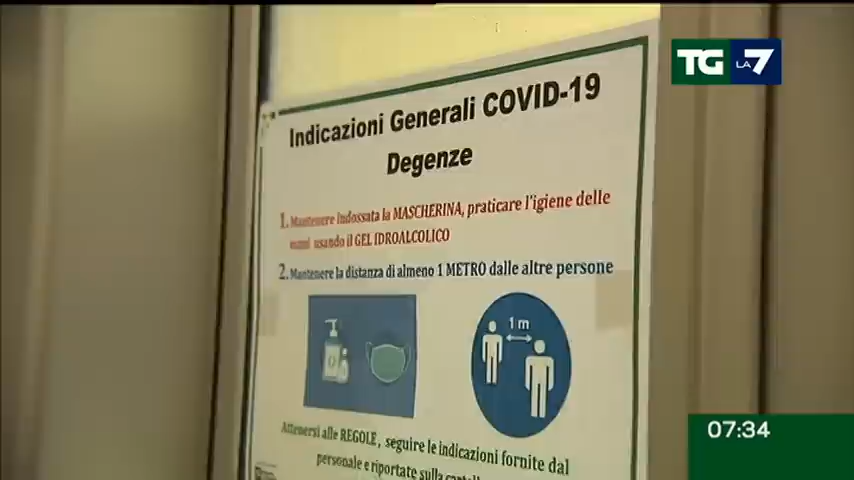 TG LA 7
Indicazioni Generali COVID-19
Degenze
1. Mantenere indossata la MASCHERINA, praticare l'igiene delle
mani usando il GEL IDROALCOLICO
2. Mantenere la distanza di almeno 1 METRO dalle altre persone
1 m
Attenersi alle REGOLE, seguire le indicazioni fornite dal
personale e riportate sulla
07:34